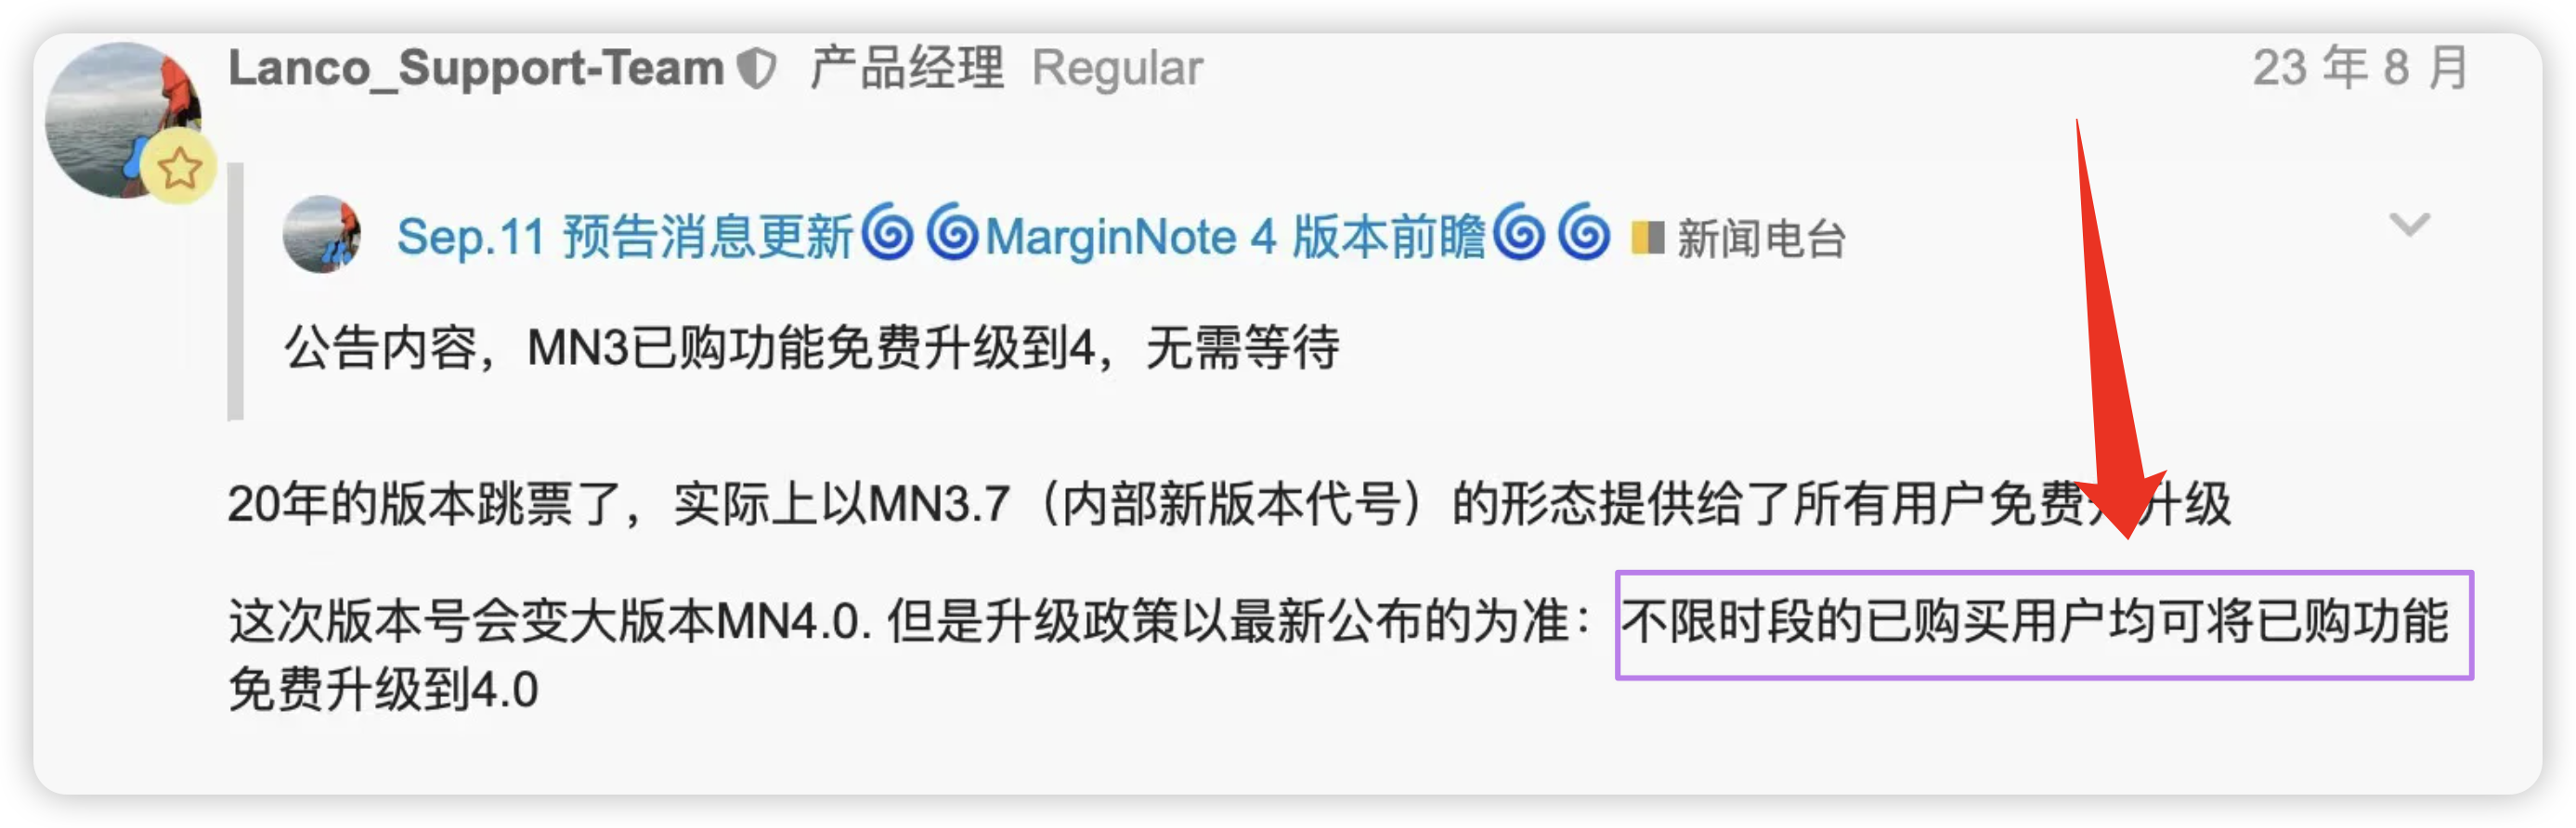 Lanco_Support-Team 产品经理 Regular 23 年 8 月
Sep.11 预告消息更新🌀🌀MarginNote 4 版本前瞻🌀🌀 新闻电台
公告内容，MN3已购功能免费升级到4，无需等待
20年的版本跳票了，实际上以MN3.7（内部新版本代号）的形态提供给了所有用户免费升级
这次版本号会变大版本MN4.0. 但是升级政策以最新公布的为准：不限时段的已购买用户均可将已购功能
免费升级到4.0